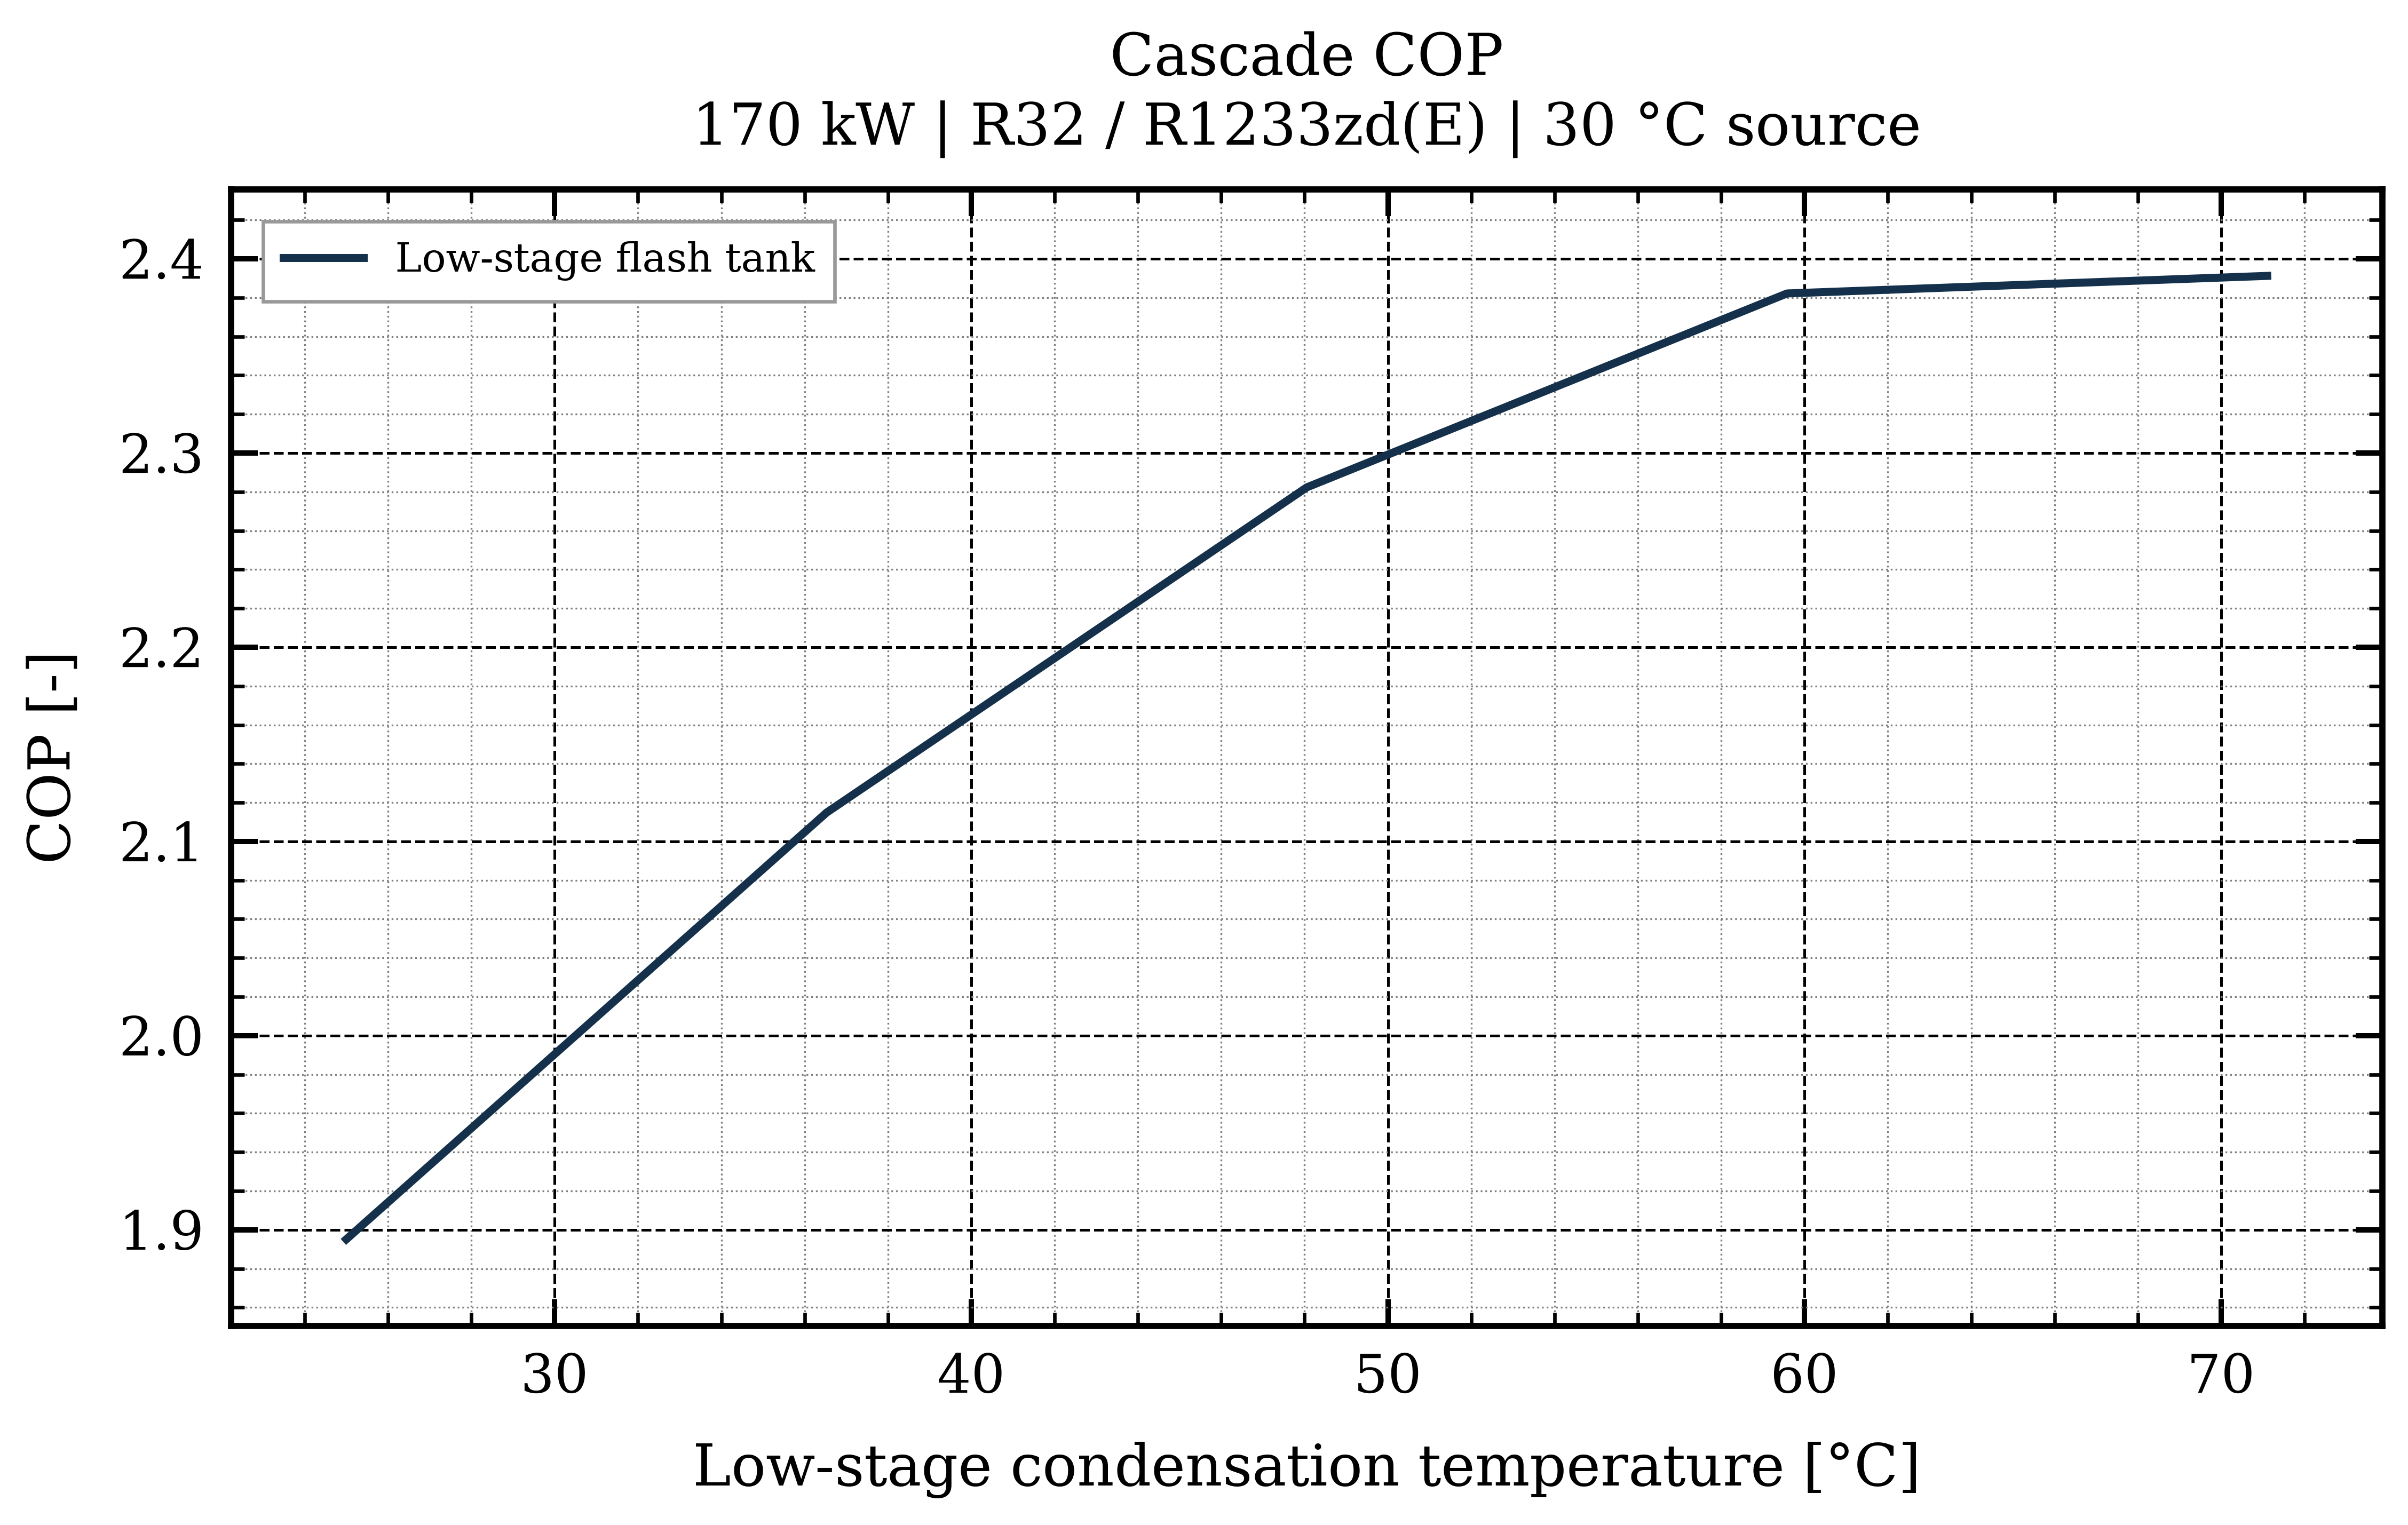 Cascade COP
170 kW | R32 / R1233zd(E) | 30 °C source
Low-stage flash tank
COP [-]
2.4
2.3
2.2
2.1
2.0
1.9
30 40 50 60 70
Low-stage condensation temperature [°C]